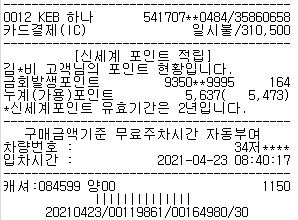 0012 KEB 하나 541707**0484/35860658
카드결제(IC) 일시불/310,500
[신세계 포인트 적립]
김*비 고객님의 포인트 현황입니다.
금회발생포인트 9350**9995 164
누계(가용)포인트 5,637( 5,473)
*신세계포인트 유효기간은 2년입니다.
구매금액기준 무료주차시간 자동부여
차량번호 : 34저****
입차시간 : 2021-04-23 08:40:17
캐셔:084599 양00 1150
20210423/00119861/00164980/30